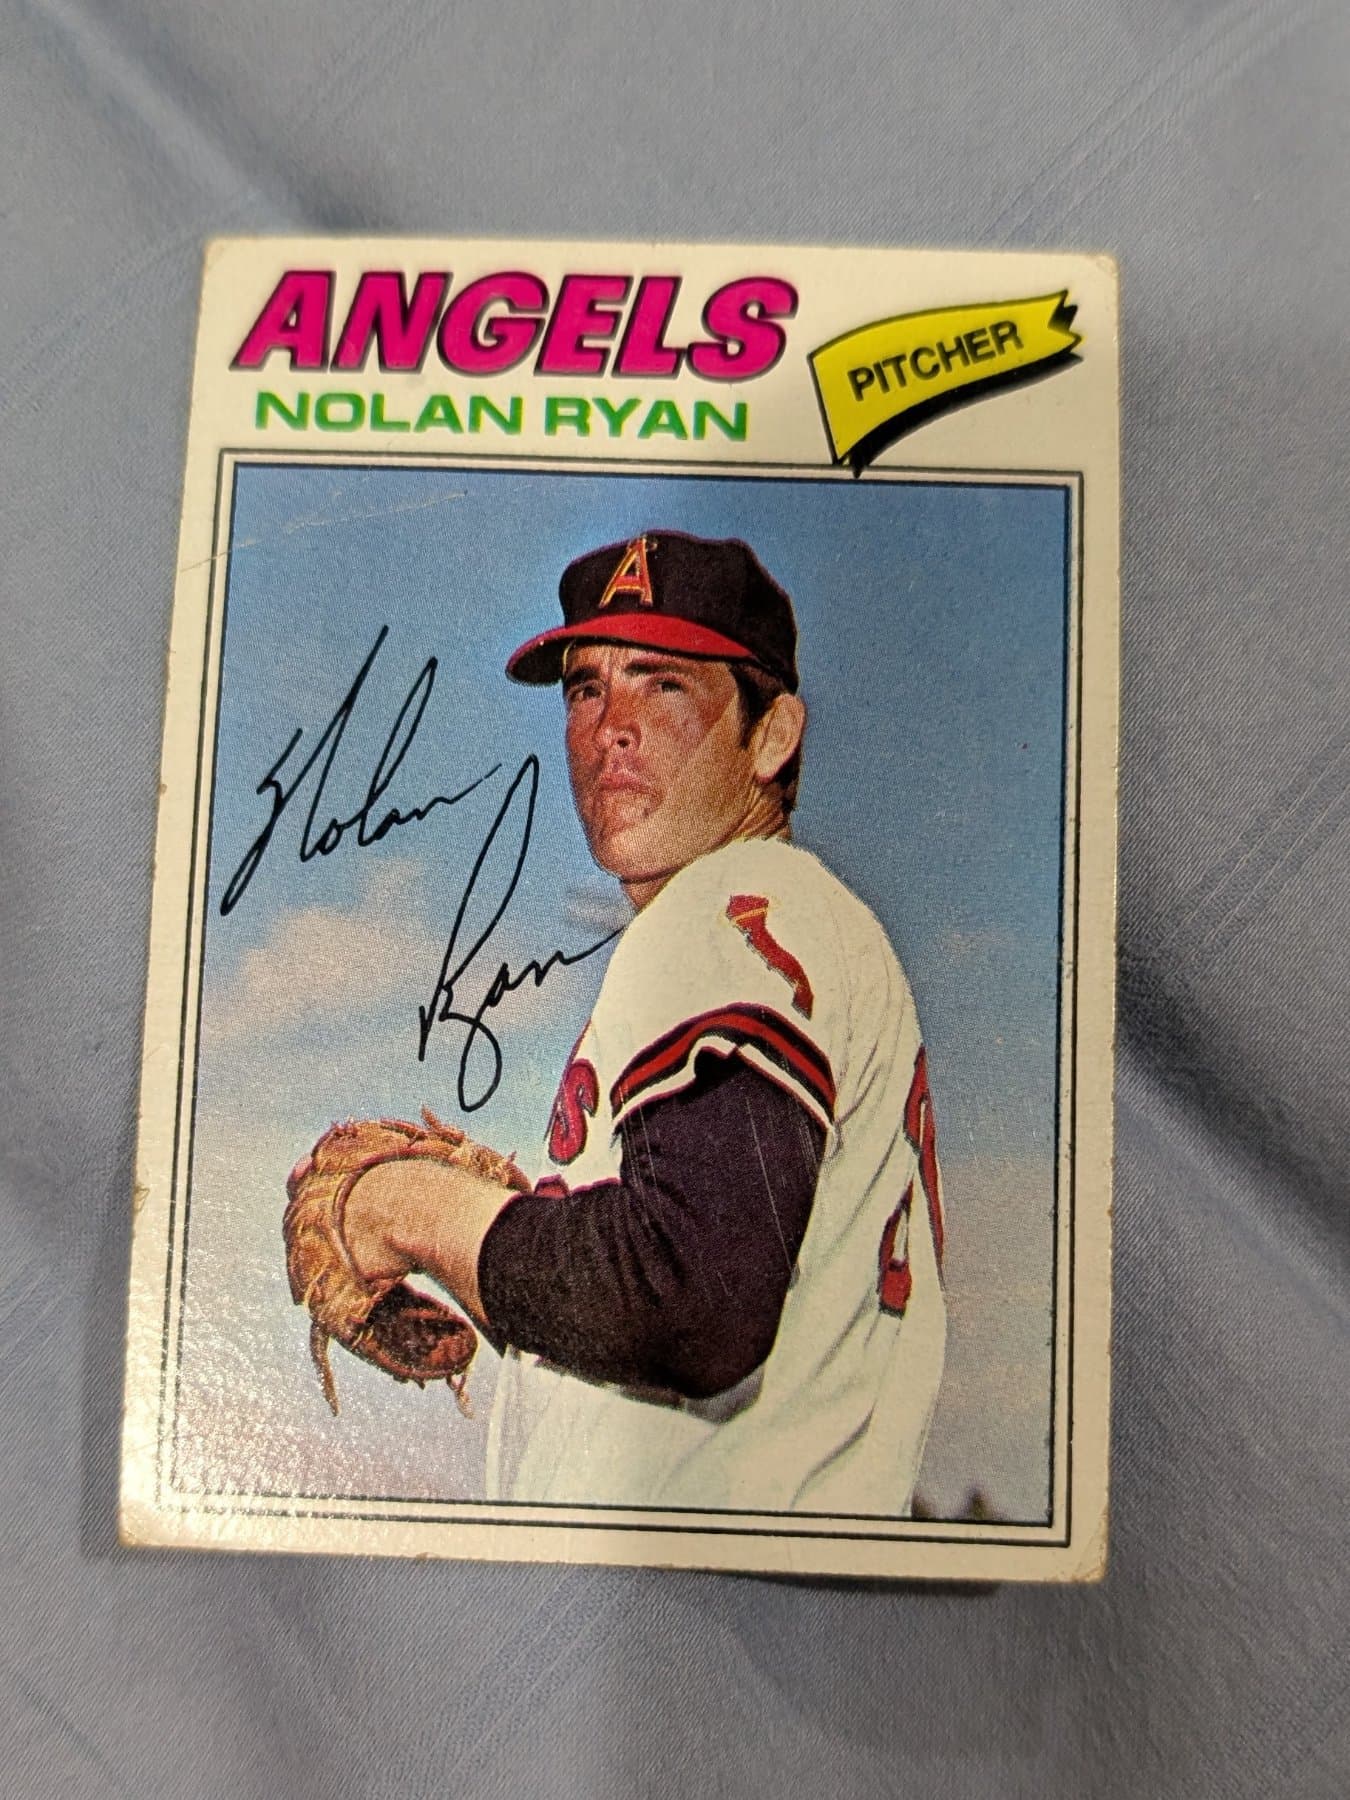 ANGELS
NOLAN RYAN
PITCHER
A
Nolan
Ryan
S